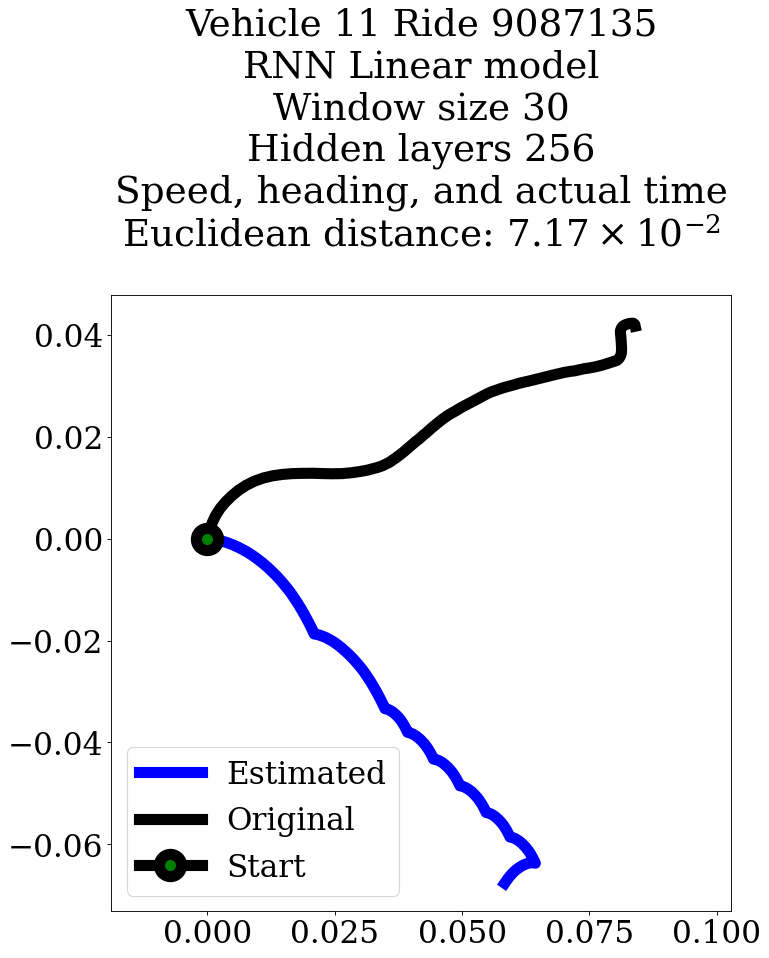 Vehicle 11 Ride 9087135
RNN Linear model
Window size 30
Hidden layers 256
Speed, heading, and actual time
Euclidean distance: 7.17 × 10⁻²
0.04
0.02
0.00
−0.02
−0.04
−0.06
Estimated
Original
Start
0.000 0.025 0.050 0.075 0.100